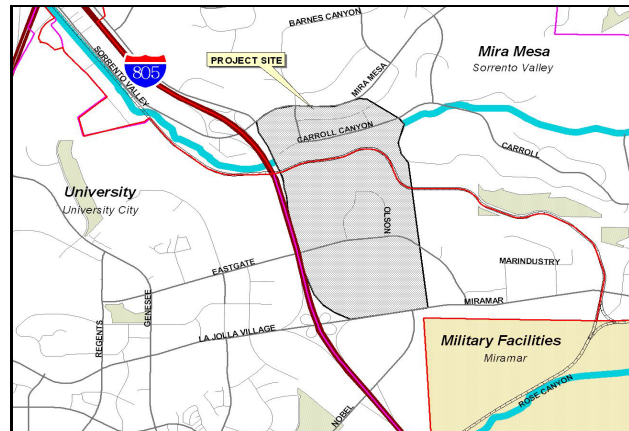 BARNES CANYON
Mira Mesa
Sorrento Valley
SORRENTO VALLEY
805
PROJECT SITE
MIRA MESA
CARROLL CANYON
CARROLL
University
University City
OLSON
EASTGATE
MARINDUSTRY
MIRAMAR
REGENTS
GENESEE
LA JOLLA VILLAGE
Military Facilities
Miramar
NOBEL
ROSE CANYON